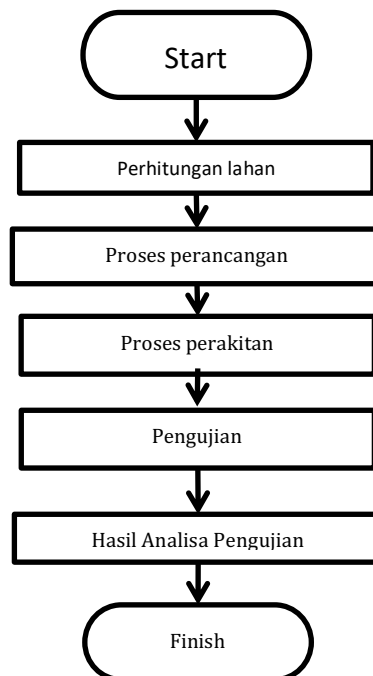 Start
Perhitungan lahan
Proses perancangan
Proses perakitan
Pengujian
Hasil Analisa Pengujian
Finish